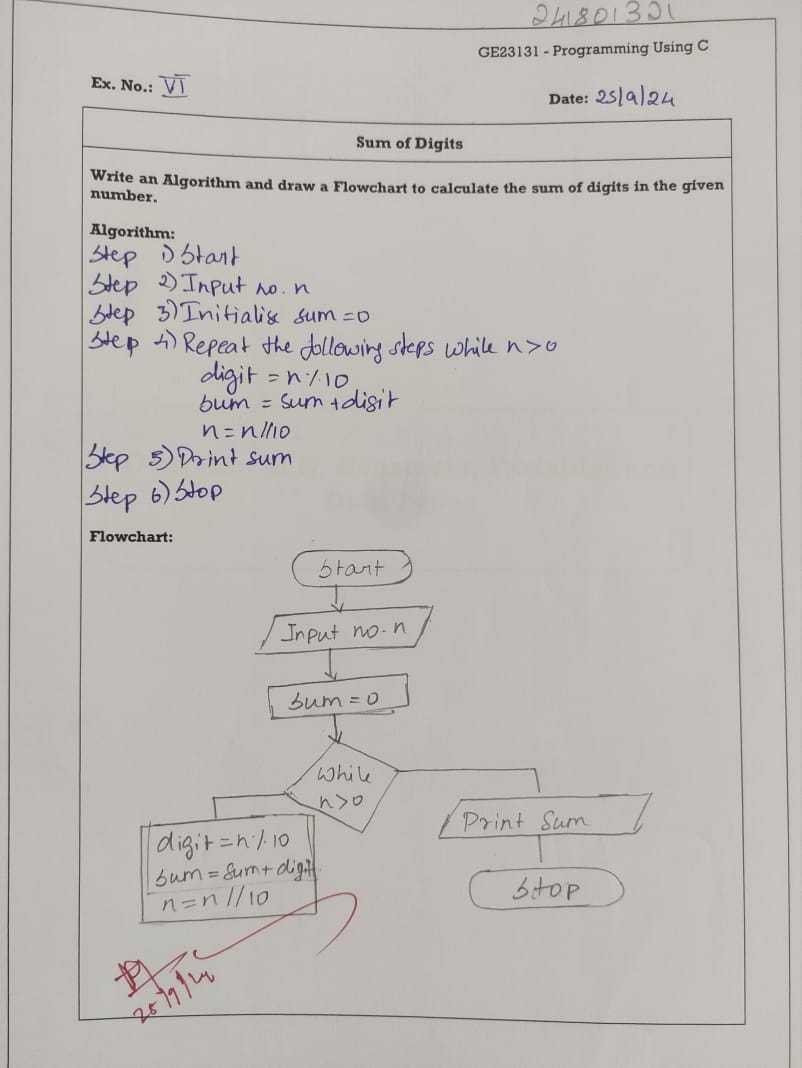 241801321
GE23131 - Programming Using C
Ex. No.: VI
Date: 25/9/24
Sum of Digits
Write an Algorithm and draw a Flowchart to calculate the sum of digits in the given
number.
Algorithm:
Step 1) Start
Step 2) Input no. n
Step 3) Initialise sum = 0
Step 4) Repeat the following steps while n > 0
digit = n % 10
sum = sum + digit
n = n // 10
Step 5) Print sum
Step 6) Stop
Flowchart:
Start
Input no. n
Sum = 0
While
n > 0
digit = n % 10
sum = sum + digit
n = n // 10
Print Sum
Stop
25/9/24